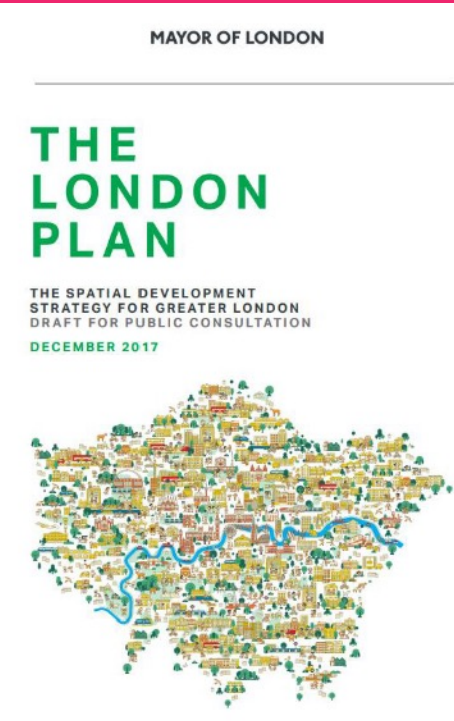 MAYOR OF LONDON
THE
LONDON
PLAN
THE SPATIAL DEVELOPMENT
STRATEGY FOR GREATER LONDON
DRAFT FOR PUBLIC CONSULTATION
DECEMBER 2017